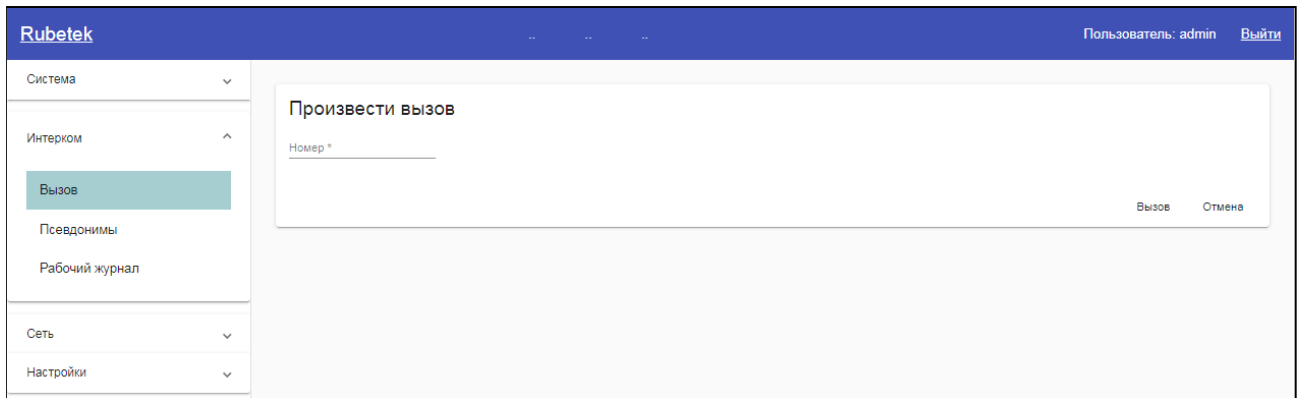 Rubetek .. .. .. Пользователь: admin Выйти
Система
Произвести вызов
Интерком
Номер *
Вызов
Вызов Отмена
Псевдонимы
Рабочий журнал
Сеть
Настройки